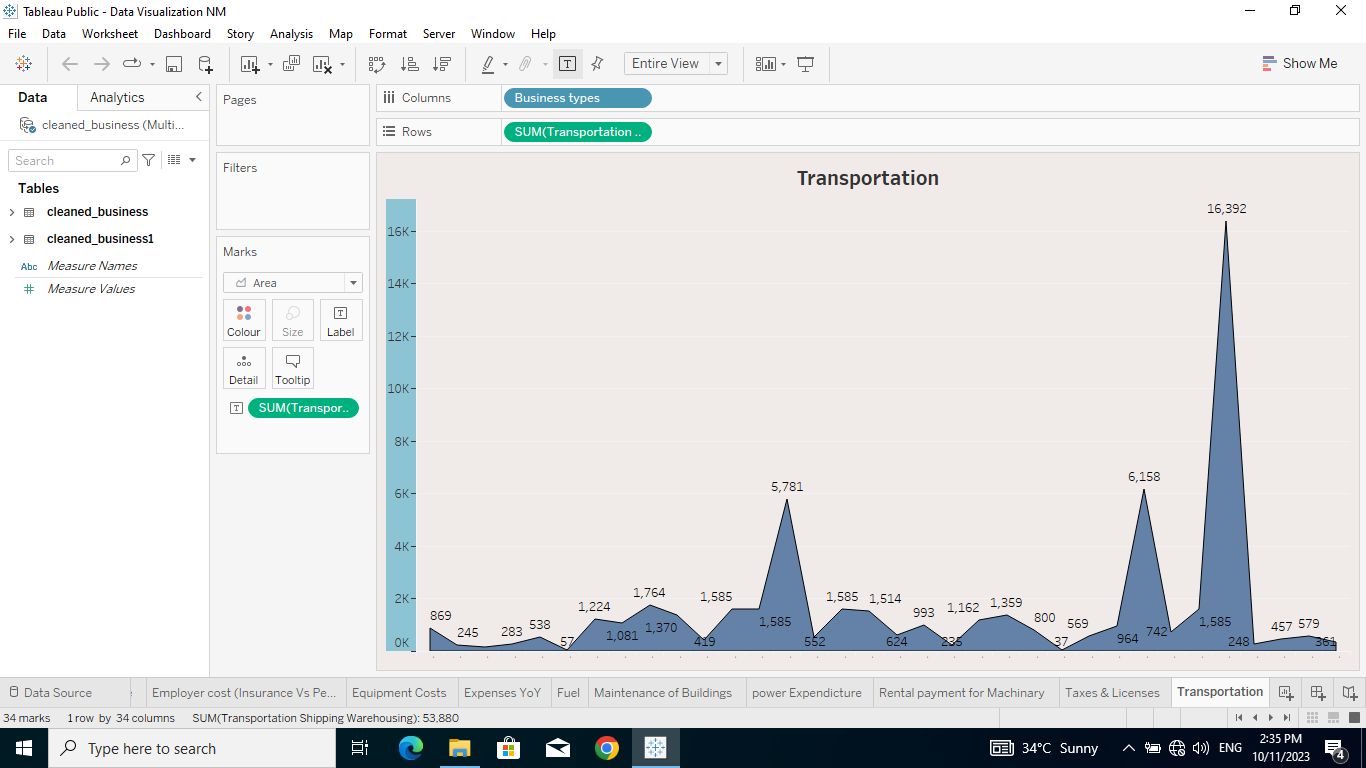 Tableau Public - Data Visualization NM
File Data Worksheet Dashboard Story Analysis Map Format Server Window Help
Entire View
Show Me
Data Analytics
cleaned_business (Multi...
Search
Tables
cleaned_business
cleaned_business1
Abc Measure Names
# Measure Values
Pages
Filters
Marks
Area
Colour Size Label
Detail Tooltip
SUM(Transpor..
Columns Business types
Rows SUM(Transportation ..
Transportation
16K
14K
12K
10K
8K
6K
4K
2K
0K
869
245
283
538
57
1,224
1,081
1,764
1,370
419
1,585
1,585
5,781
552
1,585
1,514
624
993
235
1,162
1,359
800
37
569
964
6,158
742
1,585
16,392
248
457
579
361
Data Source Employer cost (Insurance Vs Pe... Equipment Costs Expenses YoY Fuel Maintenance of Buildings power Expendicture Rental payment for Machinary Taxes & Licenses Transportation
34 marks 1 row by 34 columns SUM(Transportation Shipping Warehousing): 53,880
Type here to search
34°C Sunny
ENG
2:35 PM
10/11/2023
4